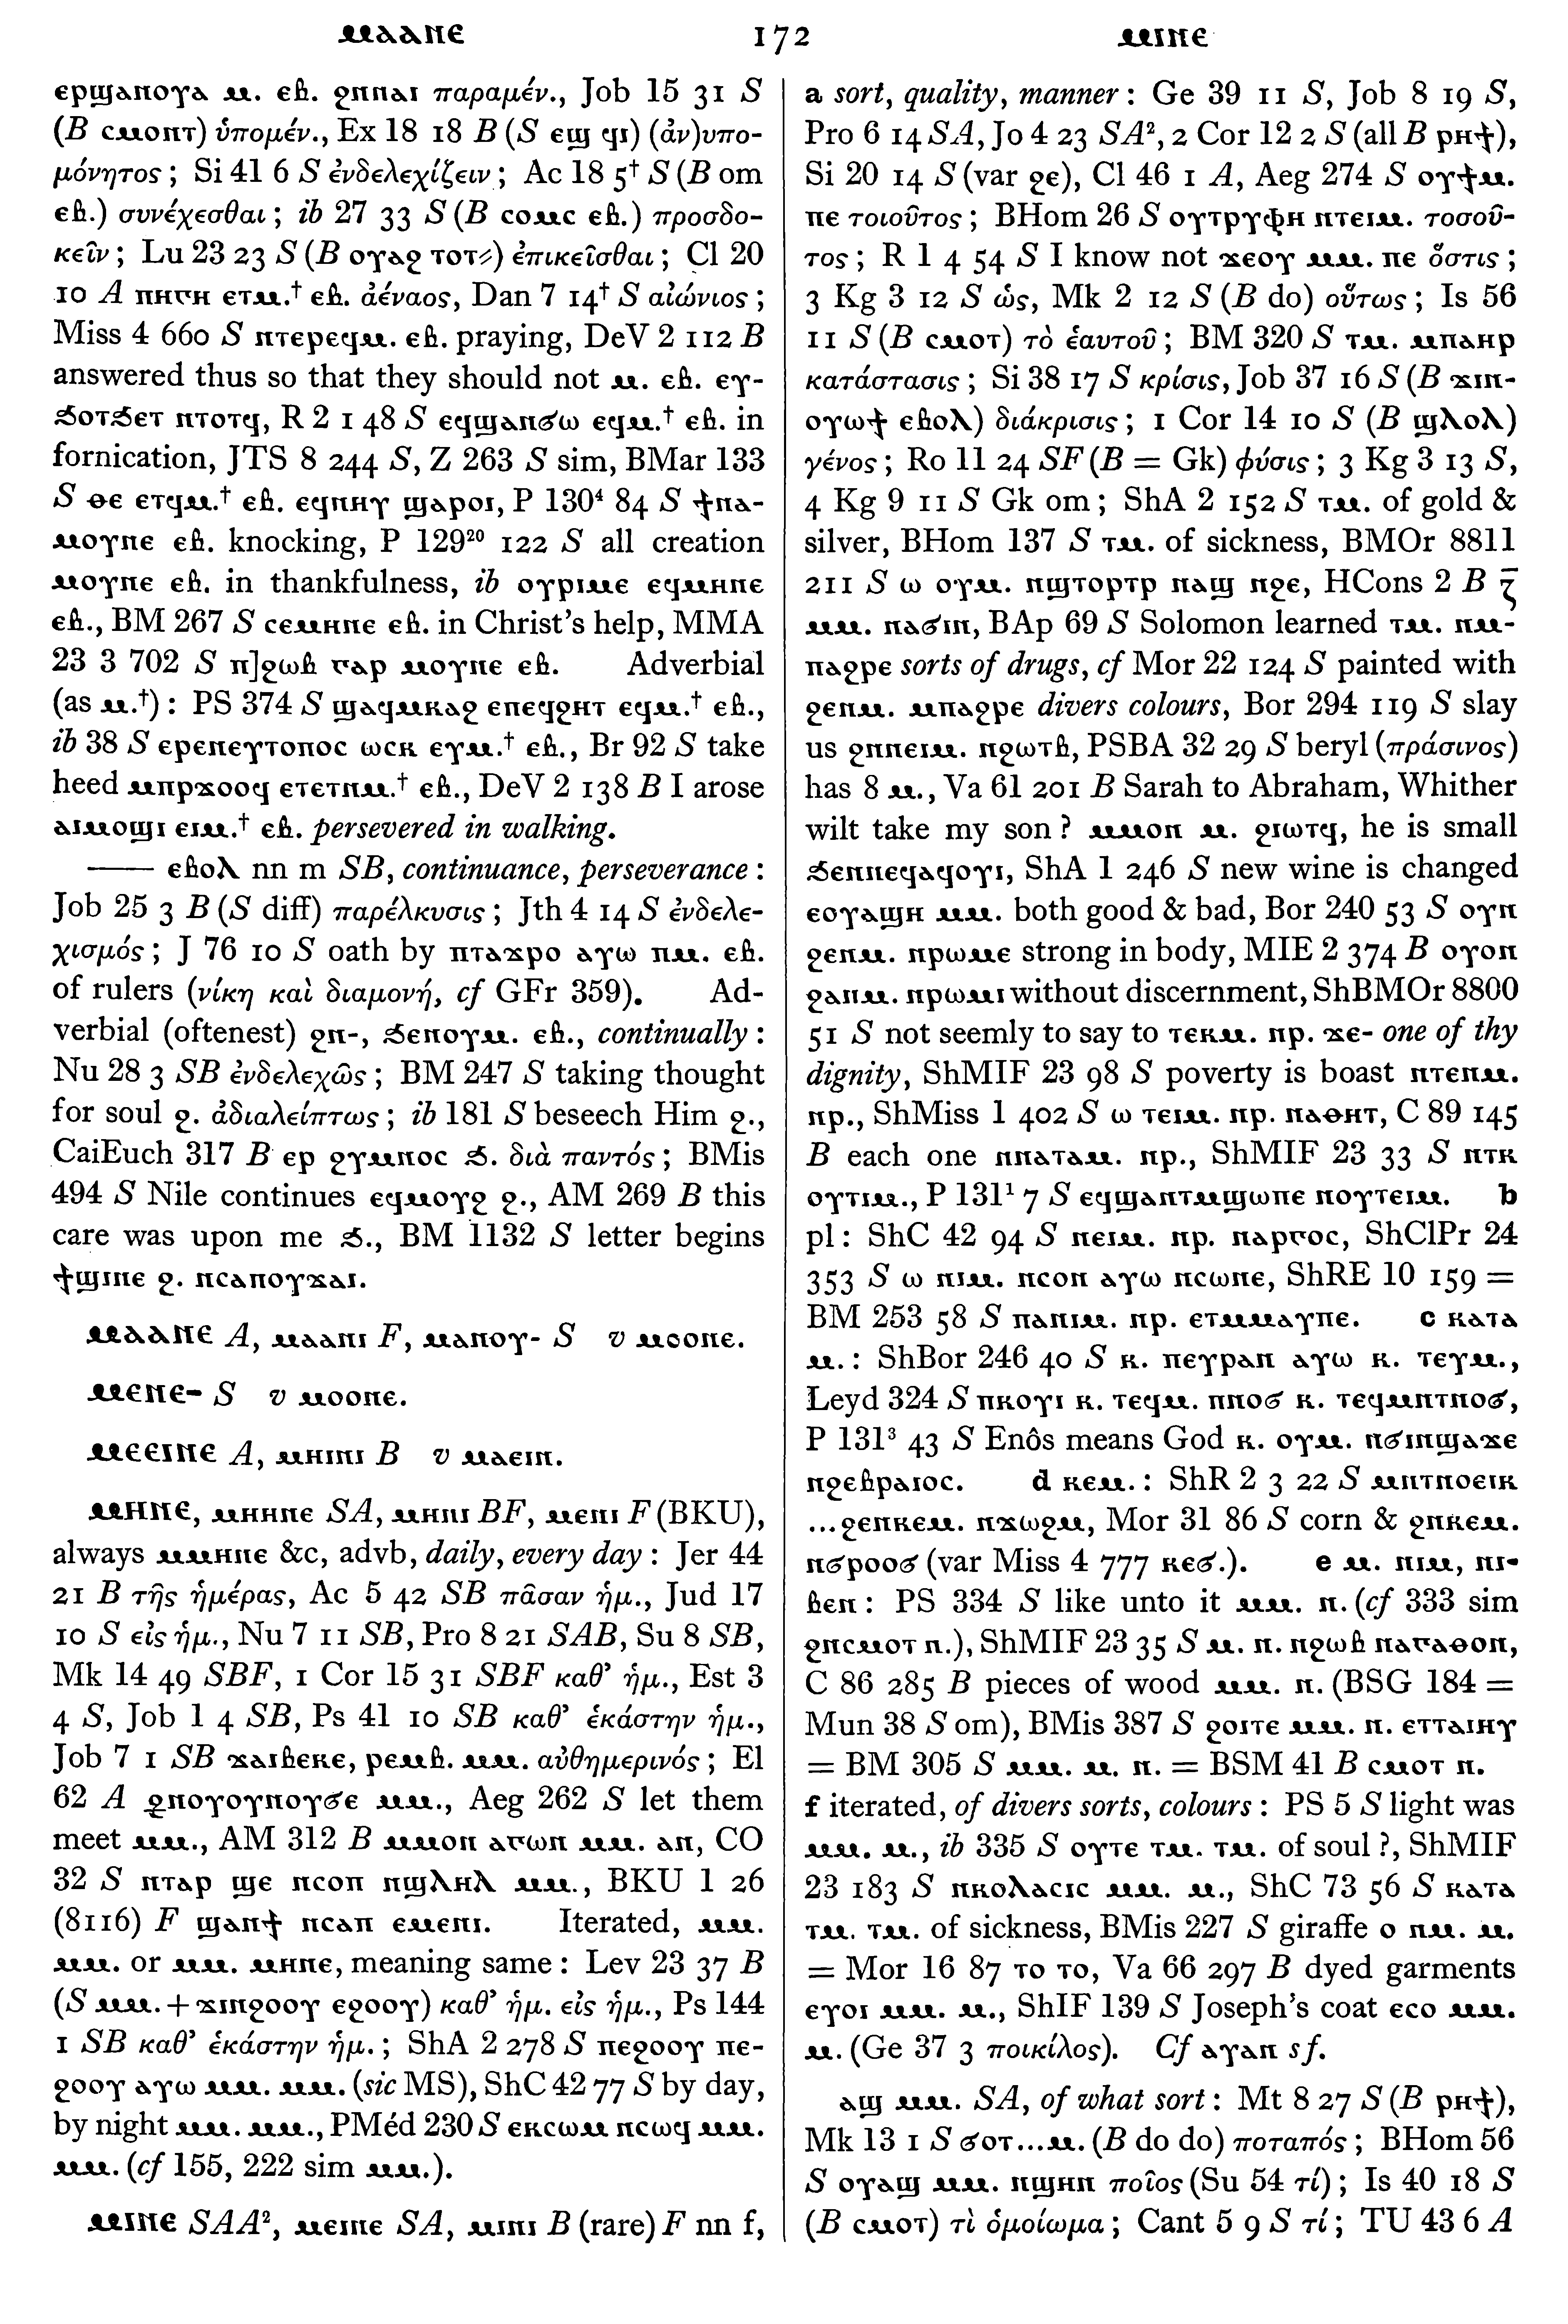 ⲙⲁⲁⲛⲉ 172 ⲙⲓⲛⲉ
ⲉⲣϣⲁⲛⲟⲩⲁ ⲙ. ⲉⲃ. ϩⲛⲛⲁⲓ παραμέν., Job 15 31 S
(B ⲥⲙⲟⲛⲧ) ὑπομέν., Ex 18 18 B (S ⲉϣ ϥⲓ) (ἀν)υπο-
μόνητος ; Si 41 6 S ἐνδελεχίζειν ; Ac 18 5† S (B om
ⲉⲃ.) συνέχεσθαι ; ib 27 33 S (B ⲥⲟⲙⲥ ⲉⲃ.) προσδο-
κεῖν ; Lu 23 23 S (B ⲟⲩⲁϩ ⲧⲟⲧ⸗) ἐπικεῖσθαι ; Cl 20
10 A ⲡⲏⲅⲏ ⲉⲧⲙ.† ⲉⲃ. ἀέναος, Dan 7 14† S αἰώνιος ;
Miss 4 660 S ⲛⲧⲉⲣⲉϥⲙ. ⲉⲃ. praying, DeV 2 112 B
answered thus so that they should not ⲙ. ⲉⲃ. ⲉⲩ-
ϧⲟⲧϧⲉⲧ ⲛⲧⲟⲧϥ, R 2 1 48 S ⲉϥϣⲁⲛϭⲱ ⲉϥⲙ.† ⲉⲃ. in
fornication, JTS 8 244 S, Z 263 S sim, BMar 133
S ⲑⲉ ⲉⲧϥⲙ.† ⲉⲃ. ⲉϥⲛⲏⲩ ϣⲁⲣⲟⲓ, P 130⁴ 84 S ϯⲛⲁ-
ⲙⲟⲩⲛⲉ ⲉⲃ. knocking, P 129²⁰ 122 S all creation
ⲙⲟⲩⲛⲉ ⲉⲃ. in thankfulness, ib ⲟⲩⲣⲓⲙⲉ ⲉϥⲙⲏⲛⲉ
ⲉⲃ., BM 267 S ⲥⲉⲙⲏⲛⲉ ⲉⲃ. in Christ's help, MMA
23 3 702 S ⲡ]ϩⲱⲃ ⲅⲁⲣ ⲙⲟⲩⲛⲉ ⲉⲃ. Adverbial
(as ⲙ.†) : PS 374 S ϣⲁϥⲙⲕⲁϩ ⲉⲡⲉϥϩⲏⲧ ⲉϥⲙ.† ⲉⲃ.,
ib 38 S ⲉⲣⲉⲡⲉⲩⲧⲟⲡⲟⲥ ⲱⲥⲕ ⲉⲩⲙ.† ⲉⲃ., Br 92 S take
heed ⲙⲡⲣϫⲟⲟϥ ⲉⲧⲉⲧⲛⲙ.† ⲉⲃ., DeV 2 138 B I arose
ⲁⲓⲙⲟϣⲓ ⲉⲓⲙ.† ⲉⲃ. persevered in walking.
—— ⲉⲃⲟⲗ nn m SB, continuance, perseverance :
Job 25 3 B (S diff) παρέλκυσις ; Jth 4 14 S ἐνδελε-
χισμός ; J 76 10 S oath by ⲡⲧⲁϫⲣⲟ ⲁⲩⲱ ⲡⲙ. ⲉⲃ.
of rulers (νίκη καὶ διαμονή, cf GFr 359). Ad-
verbial (oftenest) ϩⲛ-, ϧⲉⲛⲟⲩⲙ. ⲉⲃ., continually :
Nu 28 3 SB ἐνδελεχῶς ; BM 247 S taking thought
for soul ϩ. ἀδιαλείπτως ; ib 181 S beseech Him ϩ.,
CaiEuch 317 B ⲉⲣ ϩⲩⲙⲛⲟⲥ ϧ. διὰ παντός ; BMis
494 S Nile continues ⲉϥⲙⲟⲩϩ ϩ., AM 269 B this
care was upon me ϧ., BM 1132 S letter begins
ϯϣⲓⲛⲉ ϩ. ⲛⲥⲁⲡⲟⲩϫⲁⲓ.
ⲙⲁⲁⲛⲉ A, ⲙⲁⲁⲛⲓ F, ⲙⲁⲛⲟⲩ- S v ⲙⲟⲟⲛⲉ.
ⲙⲉⲛⲉ- S v ⲙⲟⲟⲛⲉ.
ⲙⲉⲉⲓⲛⲉ A, ⲙⲏⲓⲛⲓ B v ⲙⲁⲉⲓⲛ.
ⲙⲏⲛⲉ, ⲙⲏⲏⲛⲉ SA, ⲙⲏⲛⲓ BF, ⲙⲉⲛⲓ F (BKU),
always ⲙⲙⲏⲛⲉ &c, advb, daily, every day : Jer 44
21 B τῆς ἡμέρας, Ac 5 42 SB πᾶσαν ἡμ., Jud 17
10 S εἰς ἡμ., Nu 7 11 SB, Pro 8 21 SAB, Su 8 SB,
Mk 14 49 SBF, 1 Cor 15 31 SBF καθ' ἡμ., Est 3
4 S, Job 1 4 SB, Ps 41 10 SB καθ' ἑκάστην ἡμ.,
Job 7 1 SB ϫⲁⲓⲃⲉⲕⲉ, ⲣⲉⲙⲃ. ⲙⲙ. αὐθημερινός ; El
62 A ϩⲛⲟⲩⲟⲩⲛⲟⲩϭⲉ ⲙⲙ., Aeg 262 S let them
meet ⲙⲙ., AM 312 B ⲙⲙⲟⲛ ⲁⲅⲱⲛ ⲙⲙ. ⲁⲛ, CO
32 S ⲛⲧⲁⲣ ϣⲉ ⲛⲥⲟⲡ ⲛϣⲗⲏⲗ ⲙⲙ., BKU 1 26
(8116) F ϣⲁⲛϯ ⲛⲥⲁⲛ ⲉⲙⲉⲛⲓ. Iterated, ⲙⲙ.
ⲙⲙ. or ⲙⲙ. ⲙⲏⲛⲉ, meaning same : Lev 23 37 B
(S ⲙⲙ. + ϫⲓⲛϩⲟⲟⲩ ⲉϩⲟⲟⲩ) καθ' ἡμ. εἰς ἡμ., Ps 144
1 SB καθ' ἑκάστην ἡμ. ; ShA 2 278 S ⲡⲉϩⲟⲟⲩ ⲡⲉ-
ϩⲟⲟⲩ ⲁⲩⲱ ⲙⲙ. ⲙⲙ. (sic MS), ShC 42 77 S by day,
by night ⲙⲙ. ⲙⲙ., PMéd 230 S ⲉⲕⲥⲱⲙ ⲛⲥⲱϥ ⲙⲙ.
ⲙⲙ. (cf 155, 222 sim ⲙⲙ.).
ⲙⲓⲛⲉ SAA², ⲙⲉⲓⲛⲉ SA, ⲙⲓⲛⲓ B (rare) F nn f,
a sort, quality, manner : Ge 39 11 S, Job 8 19 S,
Pro 6 14 SA, Jo 4 23 SA², 2 Cor 12 2 S (all B ⲣⲏϯ),
Si 20 14 S (var ϩⲉ), Cl 46 1 A, Aeg 274 S ⲟⲩϯⲙ.
ⲡⲉ τοιοῦτος ; BHom 26 S ⲟⲩⲧⲣⲩⲫⲏ ⲛⲧⲉⲓⲙ. τοσοῦ-
τος ; R 1 4 54 S I know not ϫⲉⲟⲩ ⲙⲙ. ⲡⲉ ὅστις ;
3 Kg 3 12 S ὡς, Mk 2 12 S (B do) οὕτως ; Is 56
11 S (B ⲥⲙⲟⲧ) τὸ ἑαυτοῦ ; BM 320 S ⲧⲙ. ⲙⲡⲁⲏⲣ
κατάστασις ; Si 38 17 S κρίσις, Job 37 16 S (B ϫⲓⲛ-
ⲟⲩⲱϯ ⲉⲃⲟⲗ) διάκρισις ; 1 Cor 14 10 S (B ϣⲗⲟⲗ)
γένος ; Ro 11 24 SF (B = Gk) φύσις ; 3 Kg 3 13 S,
4 Kg 9 11 S Gk om ; ShA 2 152 S ⲧⲙ. of gold &
silver, BHom 137 S ⲧⲙ. of sickness, BMOr 8811
211 S ⲱ ⲟⲩⲙ. ⲛϣⲧⲟⲣⲧⲣ ⲛⲁϣ ⲛϩⲉ, HCons 2 B ⲍ̄
ⲙⲙ. ⲛⲁϭⲓⲛ, BAp 69 S Solomon learned ⲧⲙ. ⲛⲙ-
ⲡⲁϩⲣⲉ sorts of drugs, cf Mor 22 124 S painted with
ϩⲉⲛⲙ. ⲙⲡⲁϩⲣⲉ divers colours, Bor 294 119 S slay
us ϩⲛⲛⲉⲓⲙ. ⲛϩⲱⲧⲃ, PSBA 32 29 S beryl (πράσινος)
has 8 ⲙ., Va 61 201 B Sarah to Abraham, Whither
wilt take my son ? ⲙⲙⲟⲛ ⲙ. ϩⲓⲱⲧϥ, he is small
ϧⲉⲛⲛⲉϥⲁϥⲟⲩⲓ, ShA 1 246 S new wine is changed
ⲉⲟⲩⲁϣⲏ ⲙⲙ. both good & bad, Bor 240 53 S ⲟⲩⲛ
ϩⲉⲛⲙ. ⲛⲣⲱⲙⲉ strong in body, MIE 2 374 B ⲟⲩⲟⲛ
ϩⲁⲛⲙ. ⲛⲣⲱⲙⲓ without discernment, ShBMOr 8800
51 S not seemly to say to ⲧⲉⲕⲙ. ⲛⲣ. ϫⲉ- one of thy
dignity, ShMIF 23 98 S poverty is boast ⲛⲧⲉⲛⲙ.
ⲛⲣ., ShMiss 1 402 S ⲱ ⲧⲉⲓⲙ. ⲛⲣ. ⲛⲁⲑⲏⲧ, C 89 145
B each one ⲛⲛⲁⲧⲁⲙ. ⲛⲣ., ShMIF 23 33 S ⲛⲧⲕ
ⲟⲩⲧⲓⲙ., P 131¹ 7 S ⲉϥϣⲁⲛⲧⲙϣⲱⲡⲉ ⲛⲟⲩⲧⲉⲓⲙ. b
pl : ShC 42 94 S ⲛⲉⲓⲙ. ⲛⲣ. ⲛⲁⲣⲅⲟⲥ, ShClPr 24
353 S ⲱ ⲛⲓⲙ. ⲛⲥⲟⲛ ⲁⲩⲱ ⲛⲥⲱⲛⲉ, ShRE 10 159 =
BM 253 58 S ⲡⲁⲛⲓⲙ. ⲛⲣ. ⲉⲧⲙⲙⲁⲩⲡⲉ. c ⲕⲁⲧⲁ
ⲙ. : ShBor 246 40 S ⲕ. ⲡⲉⲩⲣⲁⲛ ⲁⲩⲱ ⲕ. ⲧⲉⲩⲙ.,
Leyd 324 S ⲡⲕⲟⲩⲓ ⲕ. ⲧⲉϥⲙ. ⲡⲛⲟϭ ⲕ. ⲧⲉϥⲙⲛⲧⲛⲟϭ,
P 131³ 43 S Enôs means God ⲕ. ⲟⲩⲙ. ⲛϭⲓⲛϣⲁϫⲉ
ⲛϩⲉⲃⲣⲁⲓⲟⲥ. d ⲕⲉⲙ. : ShR 2 3 22 S ⲙⲛⲧⲛⲟⲉⲓⲕ
...ϩⲉⲛⲕⲉⲙ. ⲛϫⲱϩⲙ, Mor 31 86 S corn & ϩⲛⲕⲉⲙ.
ⲛϭⲣⲟⲟϭ (var Miss 4 777 ⲕⲉϭ.). e ⲙ. ⲛⲓⲙ, ⲛⲓ-
ⲃⲉⲛ : PS 334 S like unto it ⲙⲙ. ⲛ. (cf 333 sim
ϩⲛⲥⲙⲟⲧ ⲛ.), ShMIF 23 35 S ⲙ. ⲛ. ⲛϩⲱⲃ ⲛⲁⲅⲁⲑⲟⲛ,
C 86 285 B pieces of wood ⲙⲙ. ⲛ. (BSG 184 =
Mun 38 S om), BMis 387 S ϩⲟⲓⲧⲉ ⲙⲙ. ⲛ. ⲉⲧⲧⲁⲓⲏⲩ
= BM 305 S ⲙⲙ. ⲙ. ⲛ. = BSM 41 B ⲥⲙⲟⲧ ⲛ.
f iterated, of divers sorts, colours : PS 5 S light was
ⲙⲙ. ⲙ., ib 335 S ⲟⲩⲧⲉ ⲧⲙ. ⲧⲙ. of soul ?, ShMIF
23 183 S ⲛⲕⲟⲗⲁⲥⲓⲥ ⲙⲙ. ⲙ., ShC 73 56 S ⲕⲁⲧⲁ
ⲧⲙ. ⲧⲙ. of sickness, BMis 227 S giraffe ⲟ ⲛⲙ. ⲙ.
= Mor 16 87 ⲧⲟ ⲧⲟ, Va 66 297 B dyed garments
ⲉⲩⲟⲓ ⲙⲙ. ⲙ., ShIF 139 S Joseph's coat ⲉⲥⲟ ⲙⲙ.
ⲙ. (Ge 37 3 ποικίλος). Cf ⲁⲩⲁⲛ sf.
ⲁϣ ⲙⲙ. SA, of what sort : Mt 8 27 S (B ⲣⲏϯ),
Mk 13 1 S ϭⲟⲧ...ⲙ. (B do do) ποταπός ; BHom 56
S ⲟⲩⲁϣ ⲙⲙ. ⲛϣⲏⲛ ποῖος (Su 54 τί) ; Is 40 18 S
(B ⲥⲙⲟⲧ) τὶ ὁμοίωμα ; Cant 5 9 S τί ; TU 43 6 A